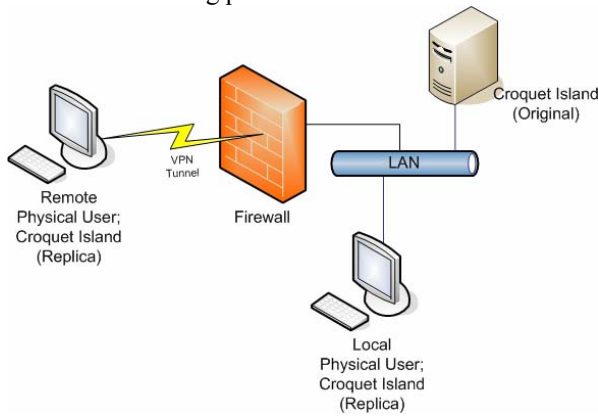 Croquet Island
(Original)
LAN
VPN
Tunnel
Firewall
Remote
Physical User;
Croquet Island
(Replica)
Local
Physical User;
Croquet Island
(Replica)